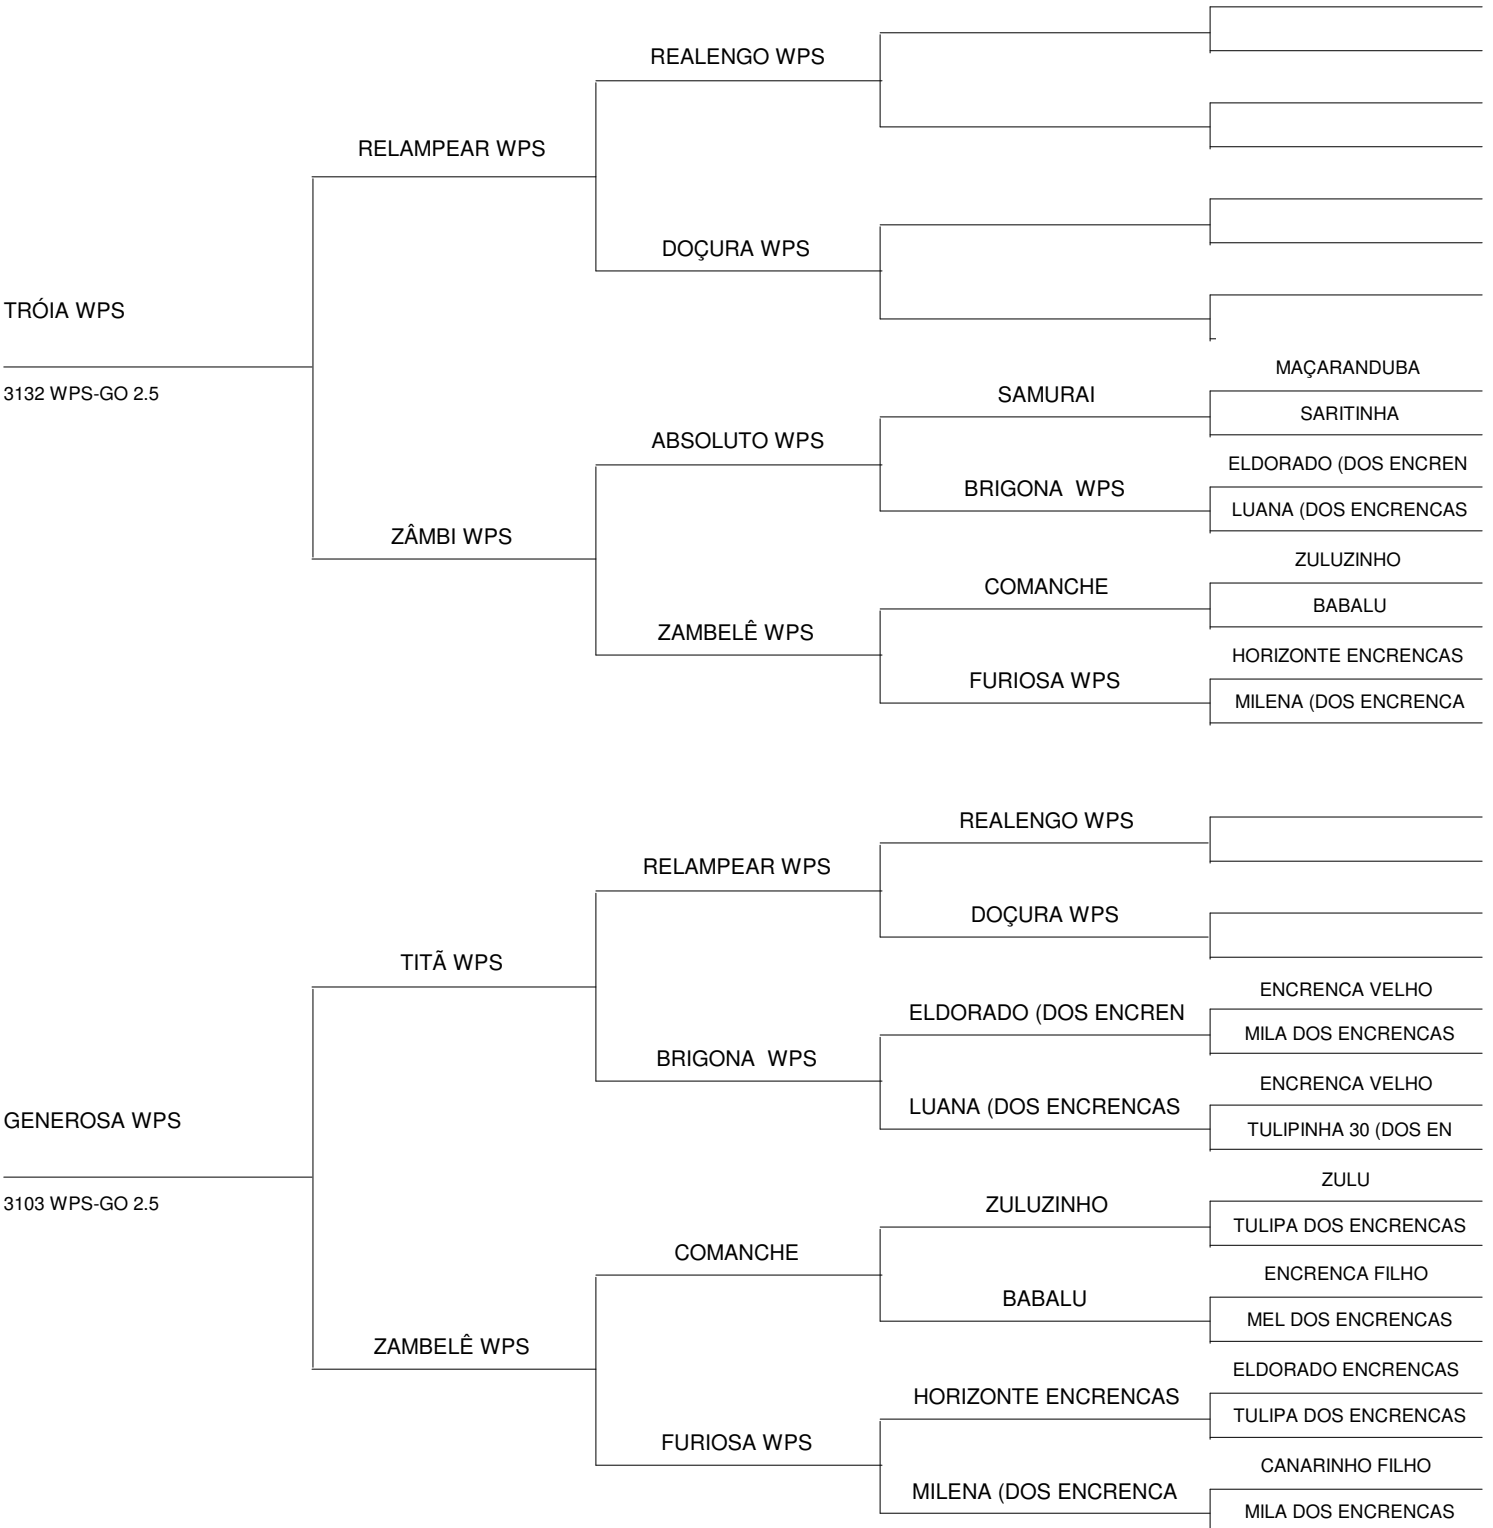 REALENGO WPS
RELAMPEAR WPS
DOÇURA WPS
TRÓIA WPS
MAÇARANDUBA
3132 WPS-GO 2.5
SAMURAI
SARITINHA
ABSOLUTO WPS
ELDORADO (DOS ENCREN
BRIGONA  WPS
LUANA (DOS ENCRENCAS
ZÂMBI WPS
ZULUZINHO
COMANCHE
BABALU
ZAMBELÊ WPS
HORIZONTE ENCRENCAS
FURIOSA WPS
MILENA (DOS ENCRENCA
REALENGO WPS
RELAMPEAR WPS
DOÇURA WPS
TITÃ WPS
ENCRENCA VELHO
ELDORADO (DOS ENCREN
MILA DOS ENCRENCAS
BRIGONA  WPS
ENCRENCA VELHO
LUANA (DOS ENCRENCAS
GENEROSA WPS
TULIPINHA 30 (DOS EN
ZULU
3103 WPS-GO 2.5
ZULUZINHO
TULIPA DOS ENCRENCAS
COMANCHE
ENCRENCA FILHO
BABALU
MEL DOS ENCRENCAS
ZAMBELÊ WPS
ELDORADO ENCRENCAS
HORIZONTE ENCRENCAS
TULIPA DOS ENCRENCAS
FURIOSA WPS
CANARINHO FILHO
MILENA (DOS ENCRENCA
MILA DOS ENCRENCAS